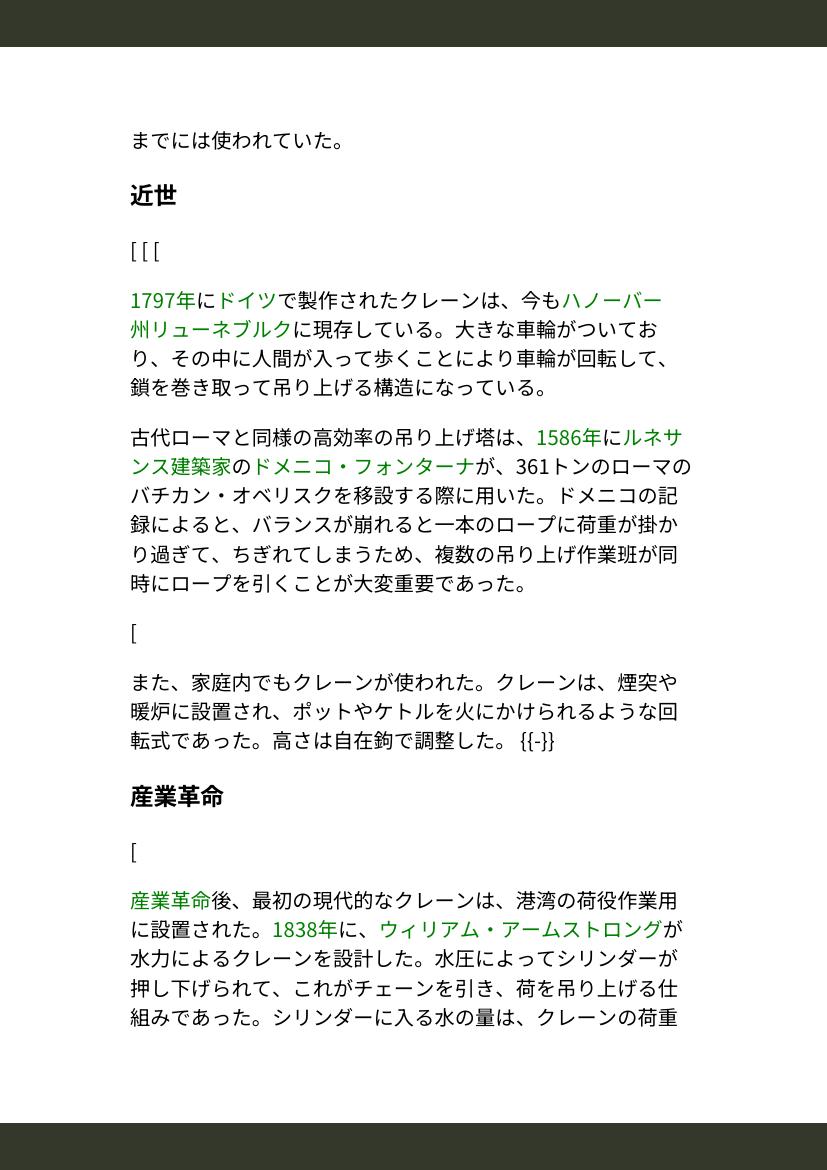 までには使われていた。
近世
[ [ [
1797年にドイツで製作されたクレーンは、今もハノーバー
州リューネブルクに現存している。大きな車輪がついてお
り、その中に人間が入って歩くことにより車輪が回転して、
鎖を巻き取って吊り上げる構造になっている。
古代ローマと同様の高効率の吊り上げ塔は、1586年にルネサ
ンス建築家のドメニコ・フォンターナが、361トンのローマの
バチカン・オベリスクを移設する際に用いた。ドメニコの記
録によると、バランスが崩れると一本のロープに荷重が掛か
り過ぎて、ちぎれてしまうため、複数の吊り上げ作業班が同
時にロープを引くことが大変重要であった。
[
また、家庭内でもクレーンが使われた。クレーンは、煙突や
暖炉に設置され、ポットやケトルを火にかけられるような回
転式であった。高さは自在鉤で調整した。 {{-}}
産業革命
[
産業革命後、最初の現代的なクレーンは、港湾の荷役作業用
に設置された。1838年に、ウィリアム・アームストロングが
水力によるクレーンを設計した。水圧によってシリンダーが
押し下げられて、これがチェーンを引き、荷を吊り上げる仕
組みであった。シリンダーに入る水の量は、クレーンの荷重